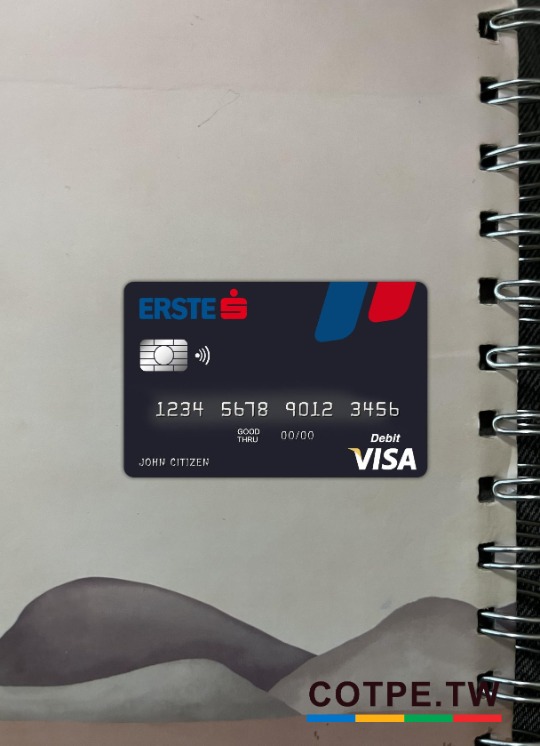 ERSTE
1234 5678 9012 3456
GOOD THRU 00/00
JOHN CITIZEN
Debit
VISA
COTPE.TW